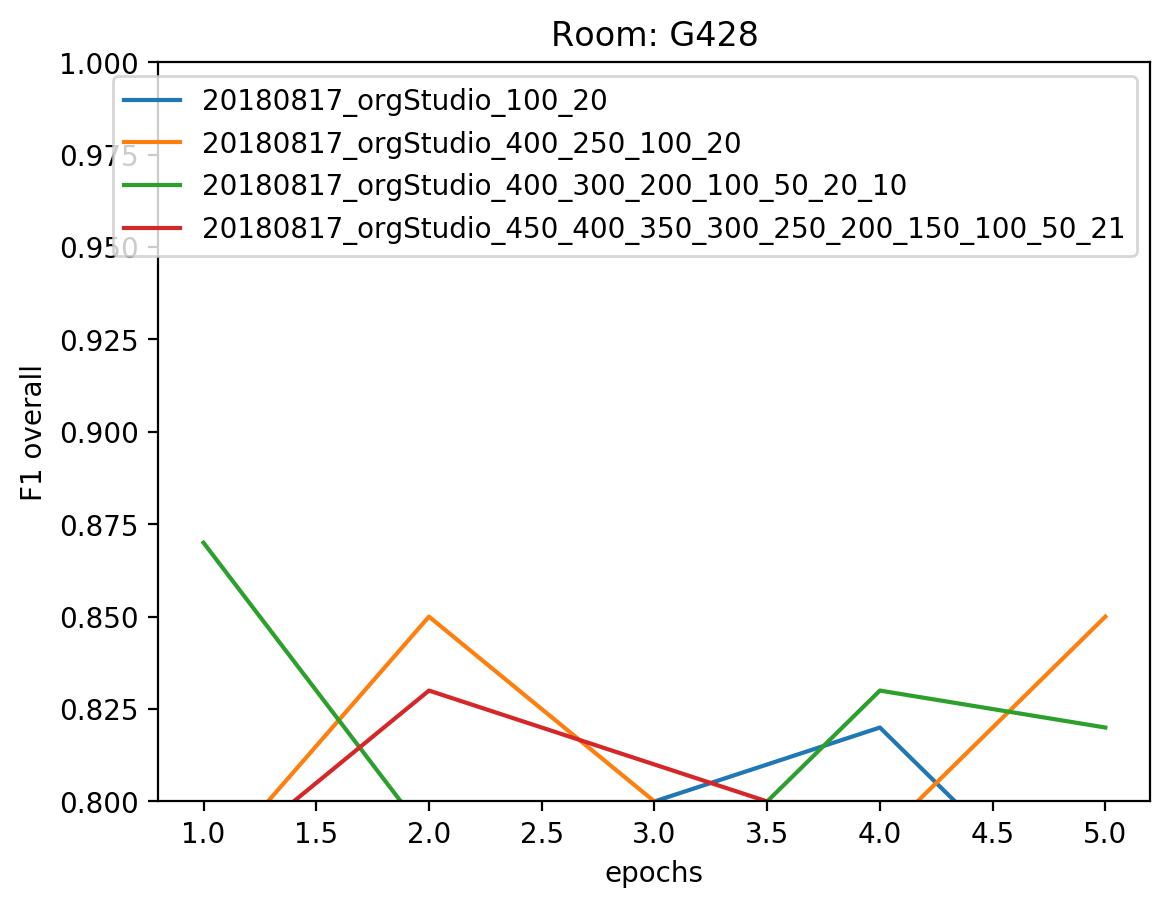 Room: G428
1.000
0.975
0.950
0.925
0.900
0.875
0.850
0.825
0.800
F1 overall
20180817_orgStudio_100_20
20180817_orgStudio_400_250_100_20
20180817_orgStudio_400_300_200_100_50_20_10
20180817_orgStudio_450_400_350_300_250_200_150_100_50_21
1.0 1.5 2.0 2.5 3.0 3.5 4.0 4.5 5.0
epochs